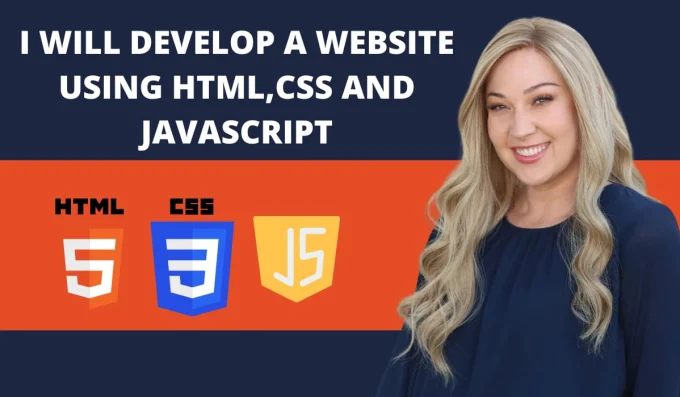 I WILL DEVELOP A WEBSITE
USING HTML,CSS AND
JAVASCRIPT
HTML CSS
5 3 JS